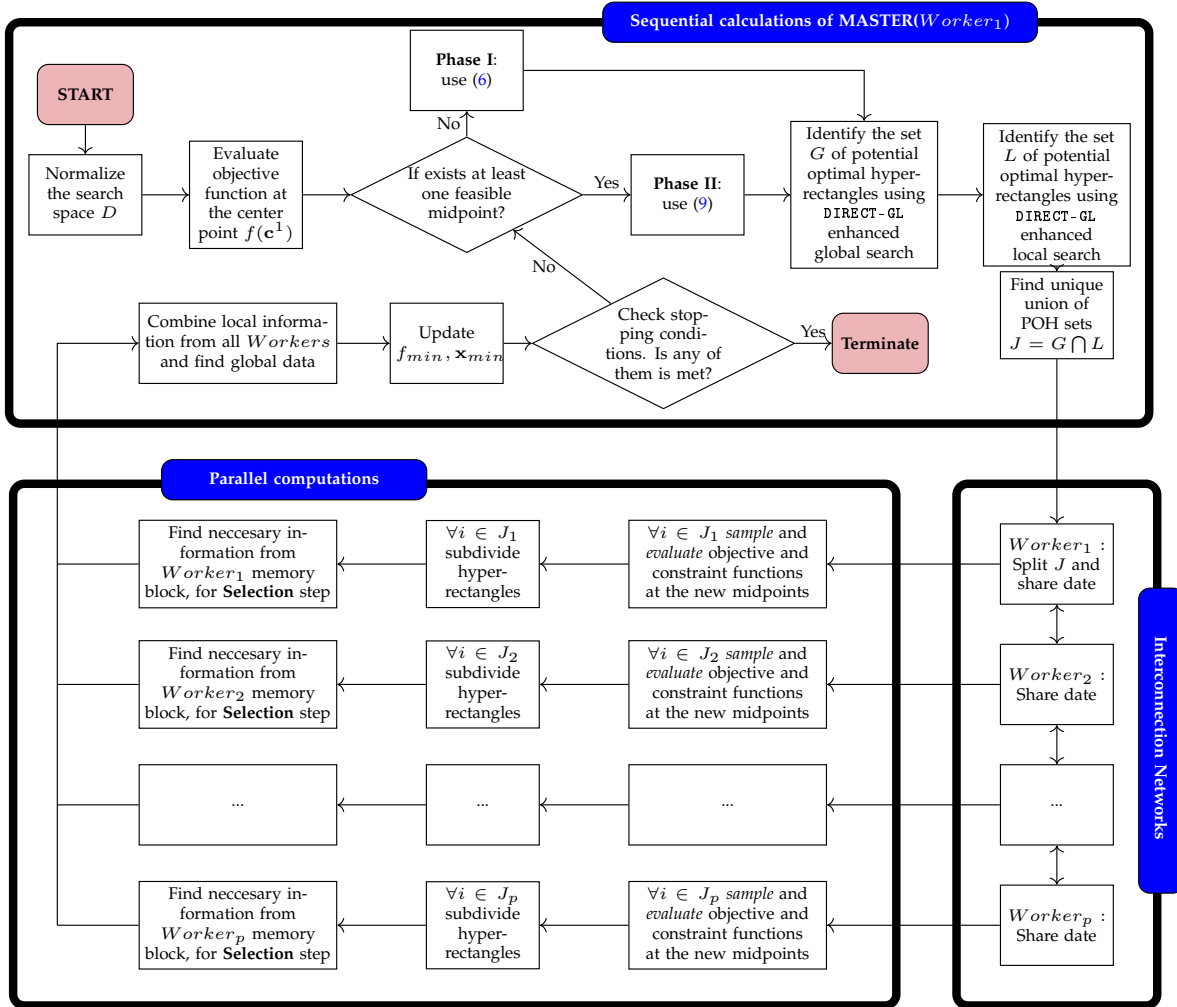 Sequential calculations of MASTER(Worker₁)
START
Normalize
the search
space D
Evaluate
objective
function at
the center
point f(c¹)
If exists at least
one feasible
midpoint?
No
Phase I:
use (6)
Yes
Phase II:
use (9)
Identify the set
G of potential
optimal hyper-
rectangles using
DIRECT-GL
enhanced
global search
Identify the set
L of potential
optimal hyper-
rectangles using
DIRECT-GL
enhanced
local search
Find unique
union of
POH sets
J = G ⋂ L
Combine local informa-
tion from all Workers
and find global data
Update
f_min, x_min
No
Check stop-
ping condi-
tions. Is any of
them is met?
Yes
Terminate
Parallel computations
Find neccesary in-
formation from
Worker₁ memory
block, for Selection step
∀i ∈ J₁
subdivide
hyper-
rectangles
∀i ∈ J₁ sample and
evaluate objective and
constraint functions
at the new midpoints
Worker₁ :
Split J and
share date
Find neccesary in-
formation from
Worker₂ memory
block, for Selection step
∀i ∈ J₂
subdivide
hyper-
rectangles
∀i ∈ J₂ sample and
evaluate objective and
constraint functions
at the new midpoints
Worker₂ :
Share date
...
...
...
...
Find neccesary in-
formation from
Worker_p memory
block, for Selection step
∀i ∈ J_p
subdivide
hyper-
rectangles
∀i ∈ J_p sample and
evaluate objective and
constraint functions
at the new midpoints
Worker_p :
Share date
Interconnection Networks